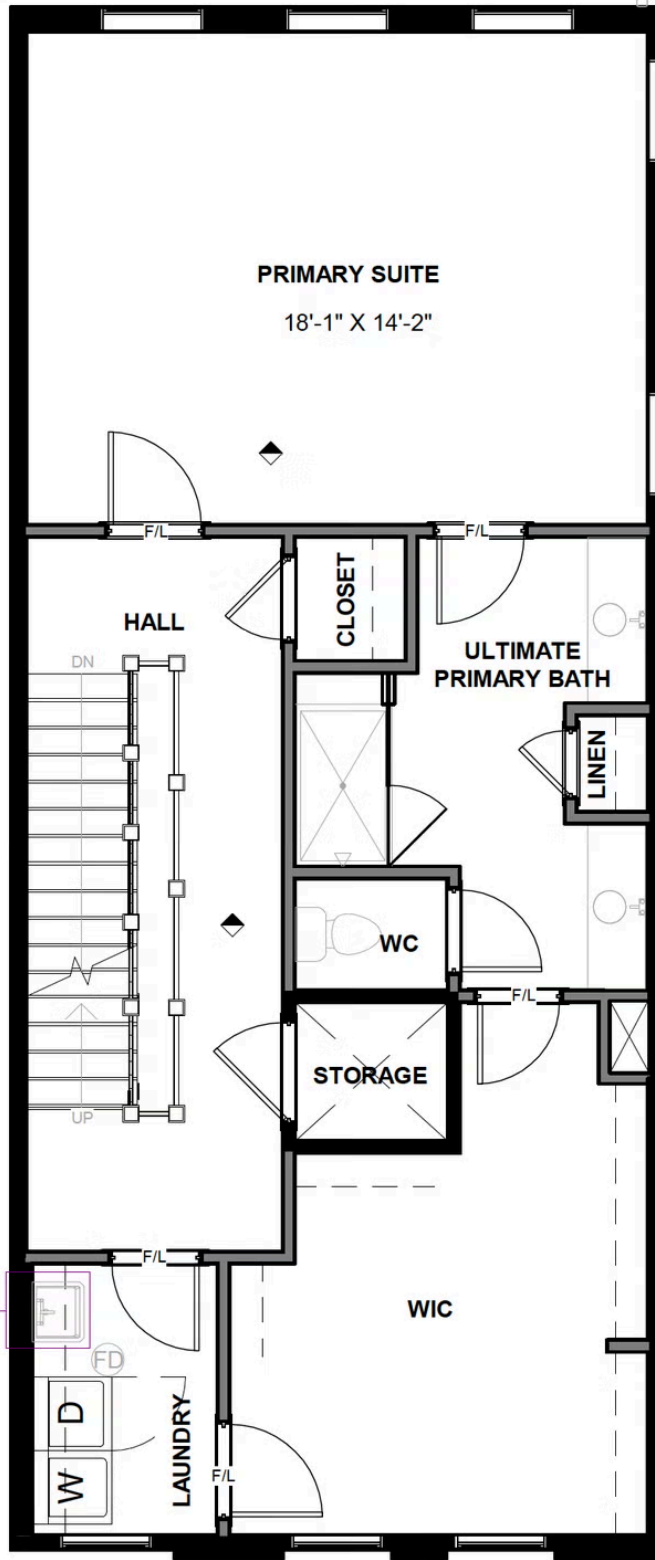 PRIMARY SUITE
18'-1" X 14'-2"
F/L
F/L
CLOSET
HALL
ULTIMATE
PRIMARY BATH
DN
LINEN
WC
F/L
STORAGE
UP
F/L
WIC
FD
D
LAUNDRY
W
F/L